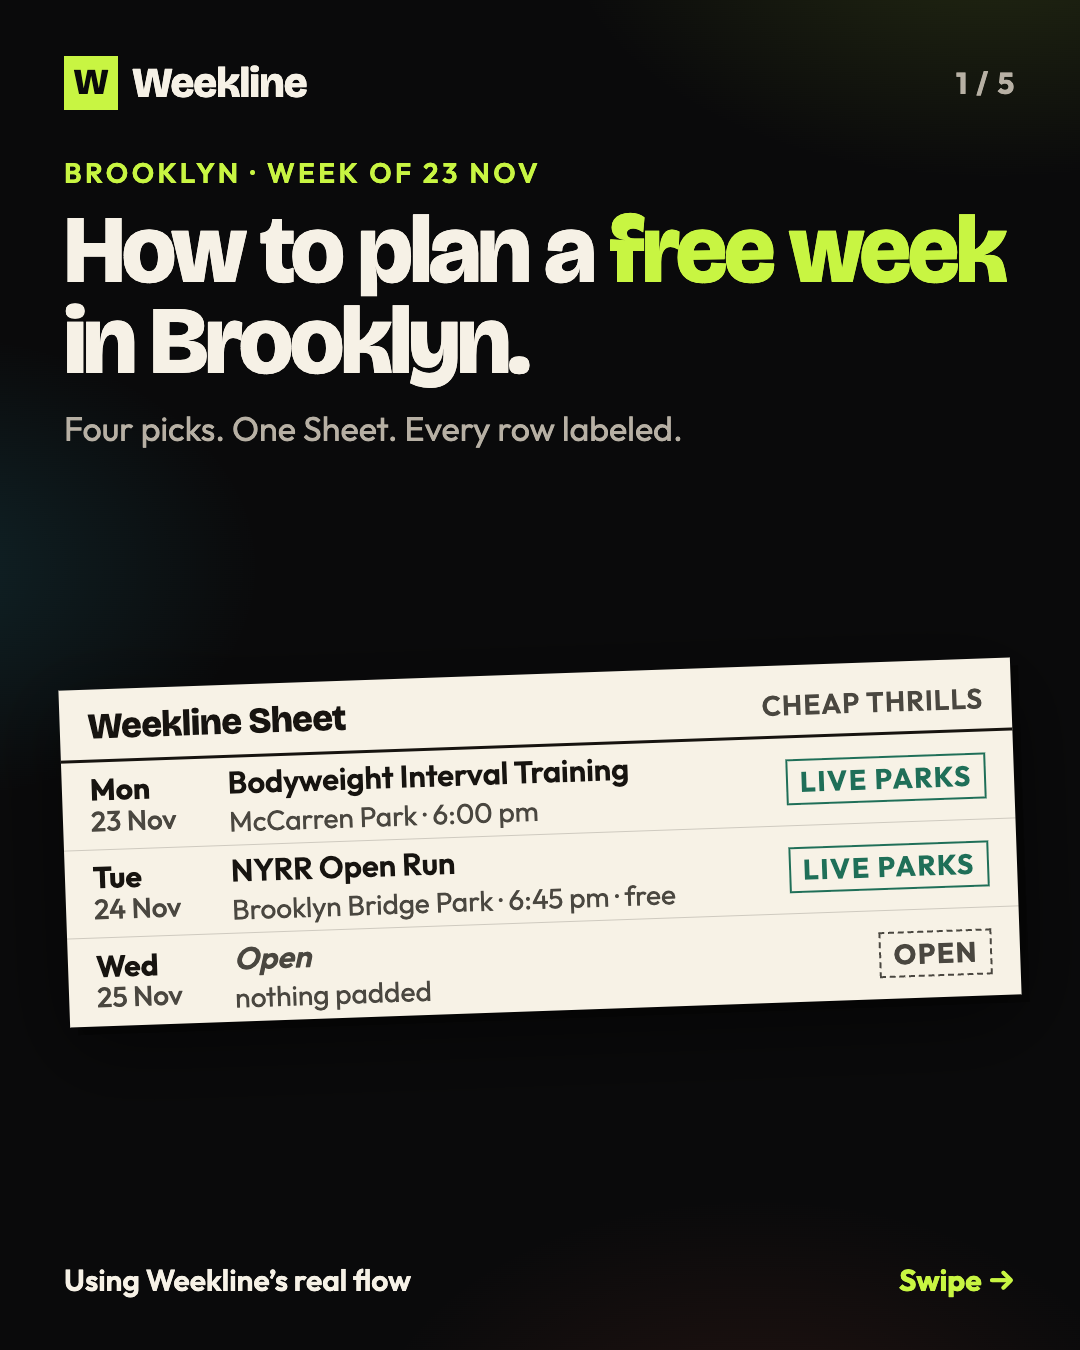 W Weekline
1 / 5
BROOKLYN · WEEK OF 23 NOV
How to plan a free week
in Brooklyn.
Four picks. One Sheet. Every row labeled.
Weekline Sheet
CHEAP THRILLS
Mon
23 Nov
Bodyweight Interval Training
McCarren Park · 6:00 pm
LIVE PARKS
Tue
24 Nov
NYRR Open Run
Brooklyn Bridge Park · 6:45 pm · free
LIVE PARKS
Wed
25 Nov
Open
nothing padded
OPEN
Using Weekline’s real flow
Swipe →